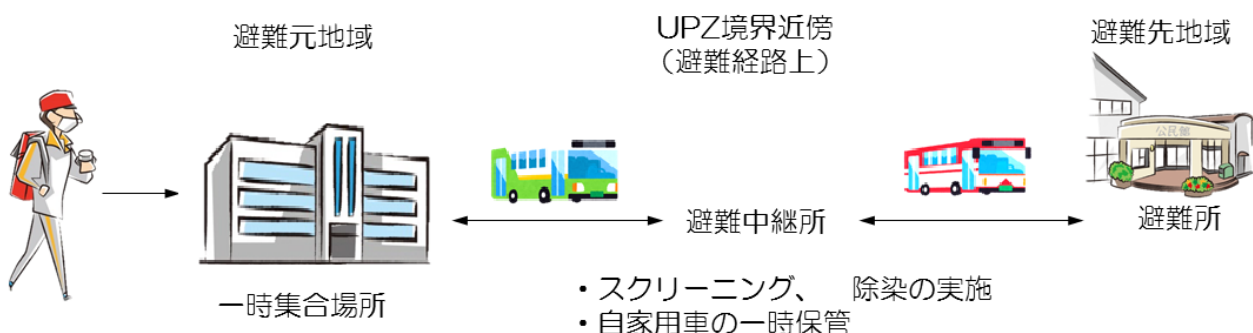 避難元地域
UPZ境界近傍
（避難経路上）
避難先地域
公民館
一時集合場所
避難中継所
避難所
・スクリーニング、　除染の実施
・自家用車の一時保管